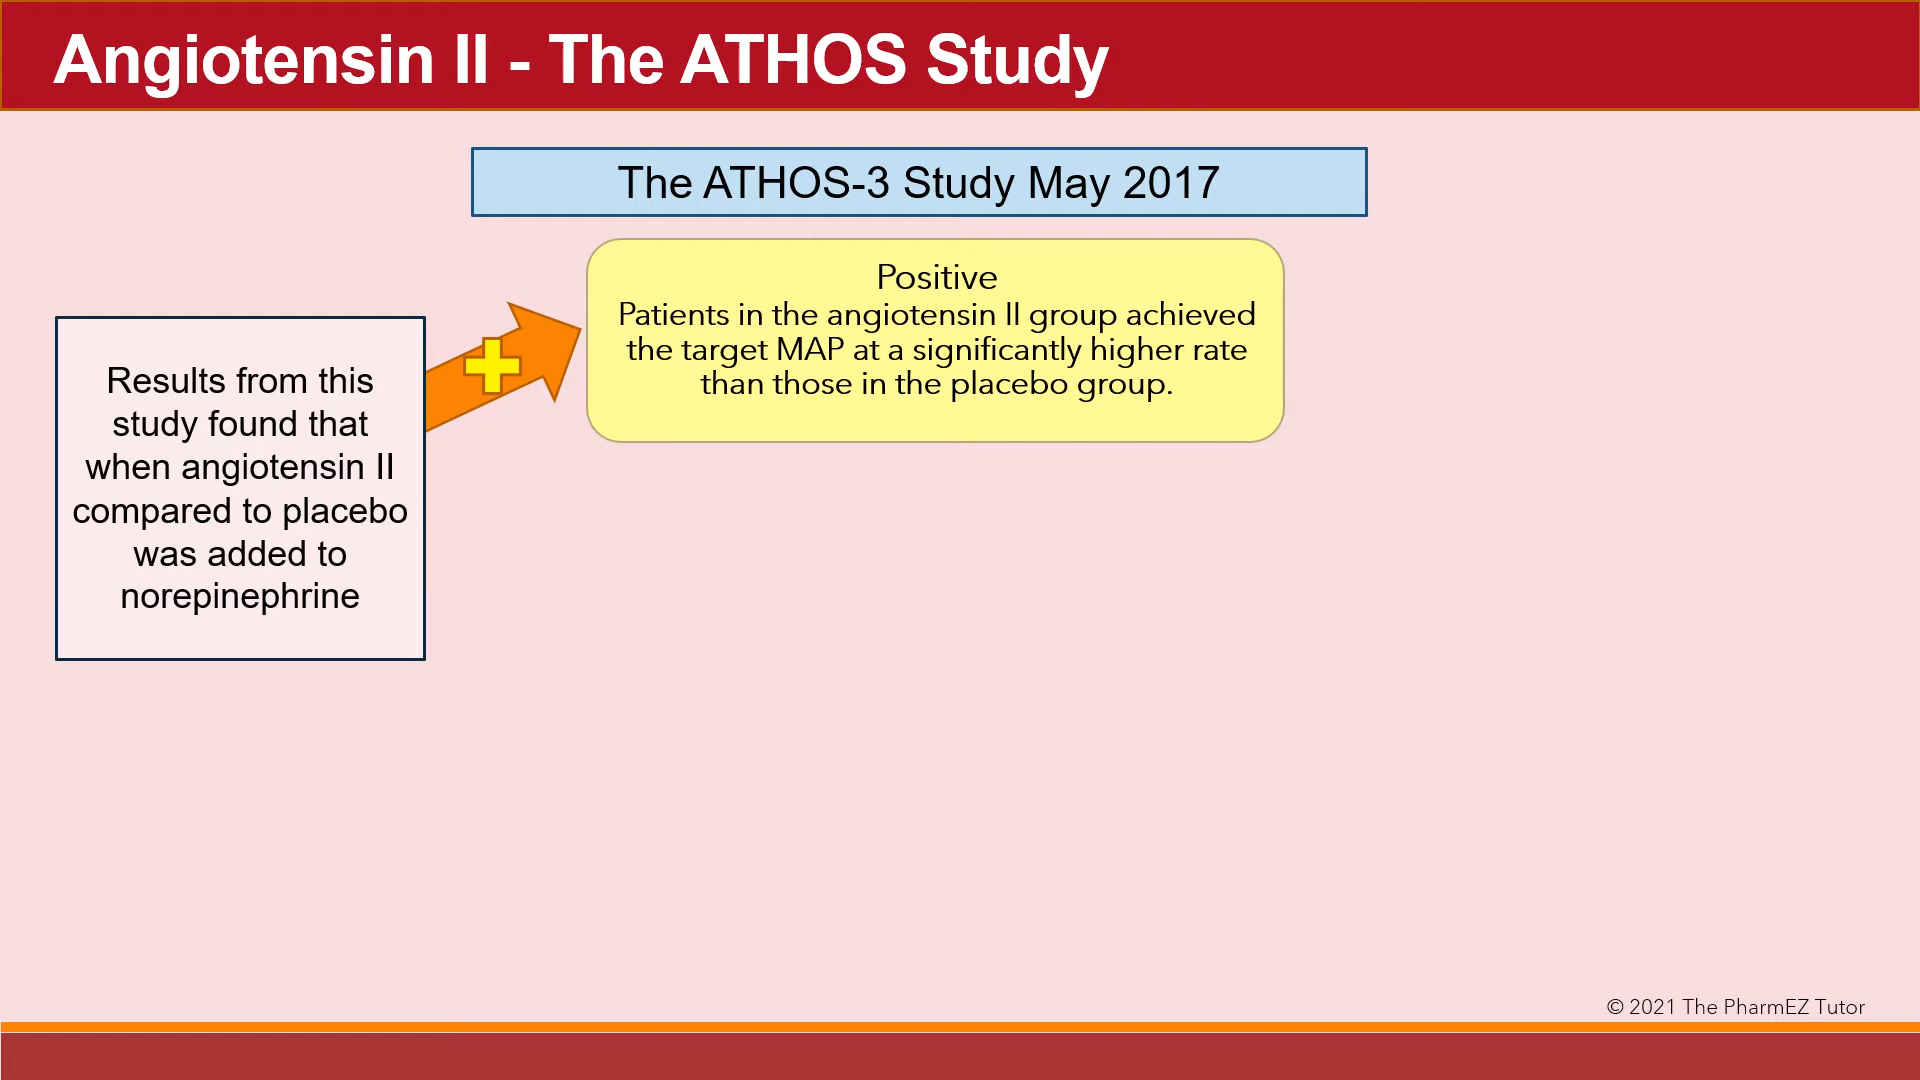 Angiotensin II - The ATHOS Study
The ATHOS-3 Study May 2017
Results from this
study found that
when angiotensin II
compared to placebo
was added to
norepinephrine
Positive
Patients in the angiotensin II group achieved
the target MAP at a significantly higher rate
than those in the placebo group.
© 2021 The PharmEZ Tutor